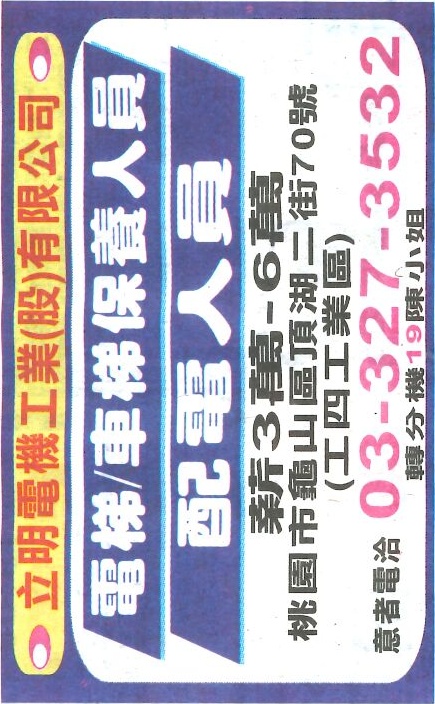 立明電機工業(股)有限公司
電梯/車梯保養人員
配電人員
薪3萬-6萬
桃園市龜山區頂湖二街70號
(工四工業區)
意者電洽 03-327-3532
轉分機19陳小姐